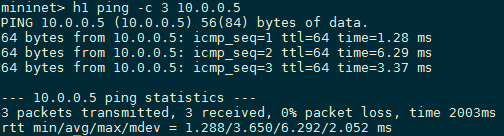 mininet> h1 ping -c 3 10.0.0.5
PING 10.0.0.5 (10.0.0.5) 56(84) bytes of data.
64 bytes from 10.0.0.5: icmp_seq=1 ttl=64 time=1.28 ms
64 bytes from 10.0.0.5: icmp_seq=2 ttl=64 time=6.29 ms
64 bytes from 10.0.0.5: icmp_seq=3 ttl=64 time=3.37 ms
--- 10.0.0.5 ping statistics ---
3 packets transmitted, 3 received, 0% packet loss, time 2003ms
rtt min/avg/max/mdev = 1.288/3.650/6.292/2.052 ms